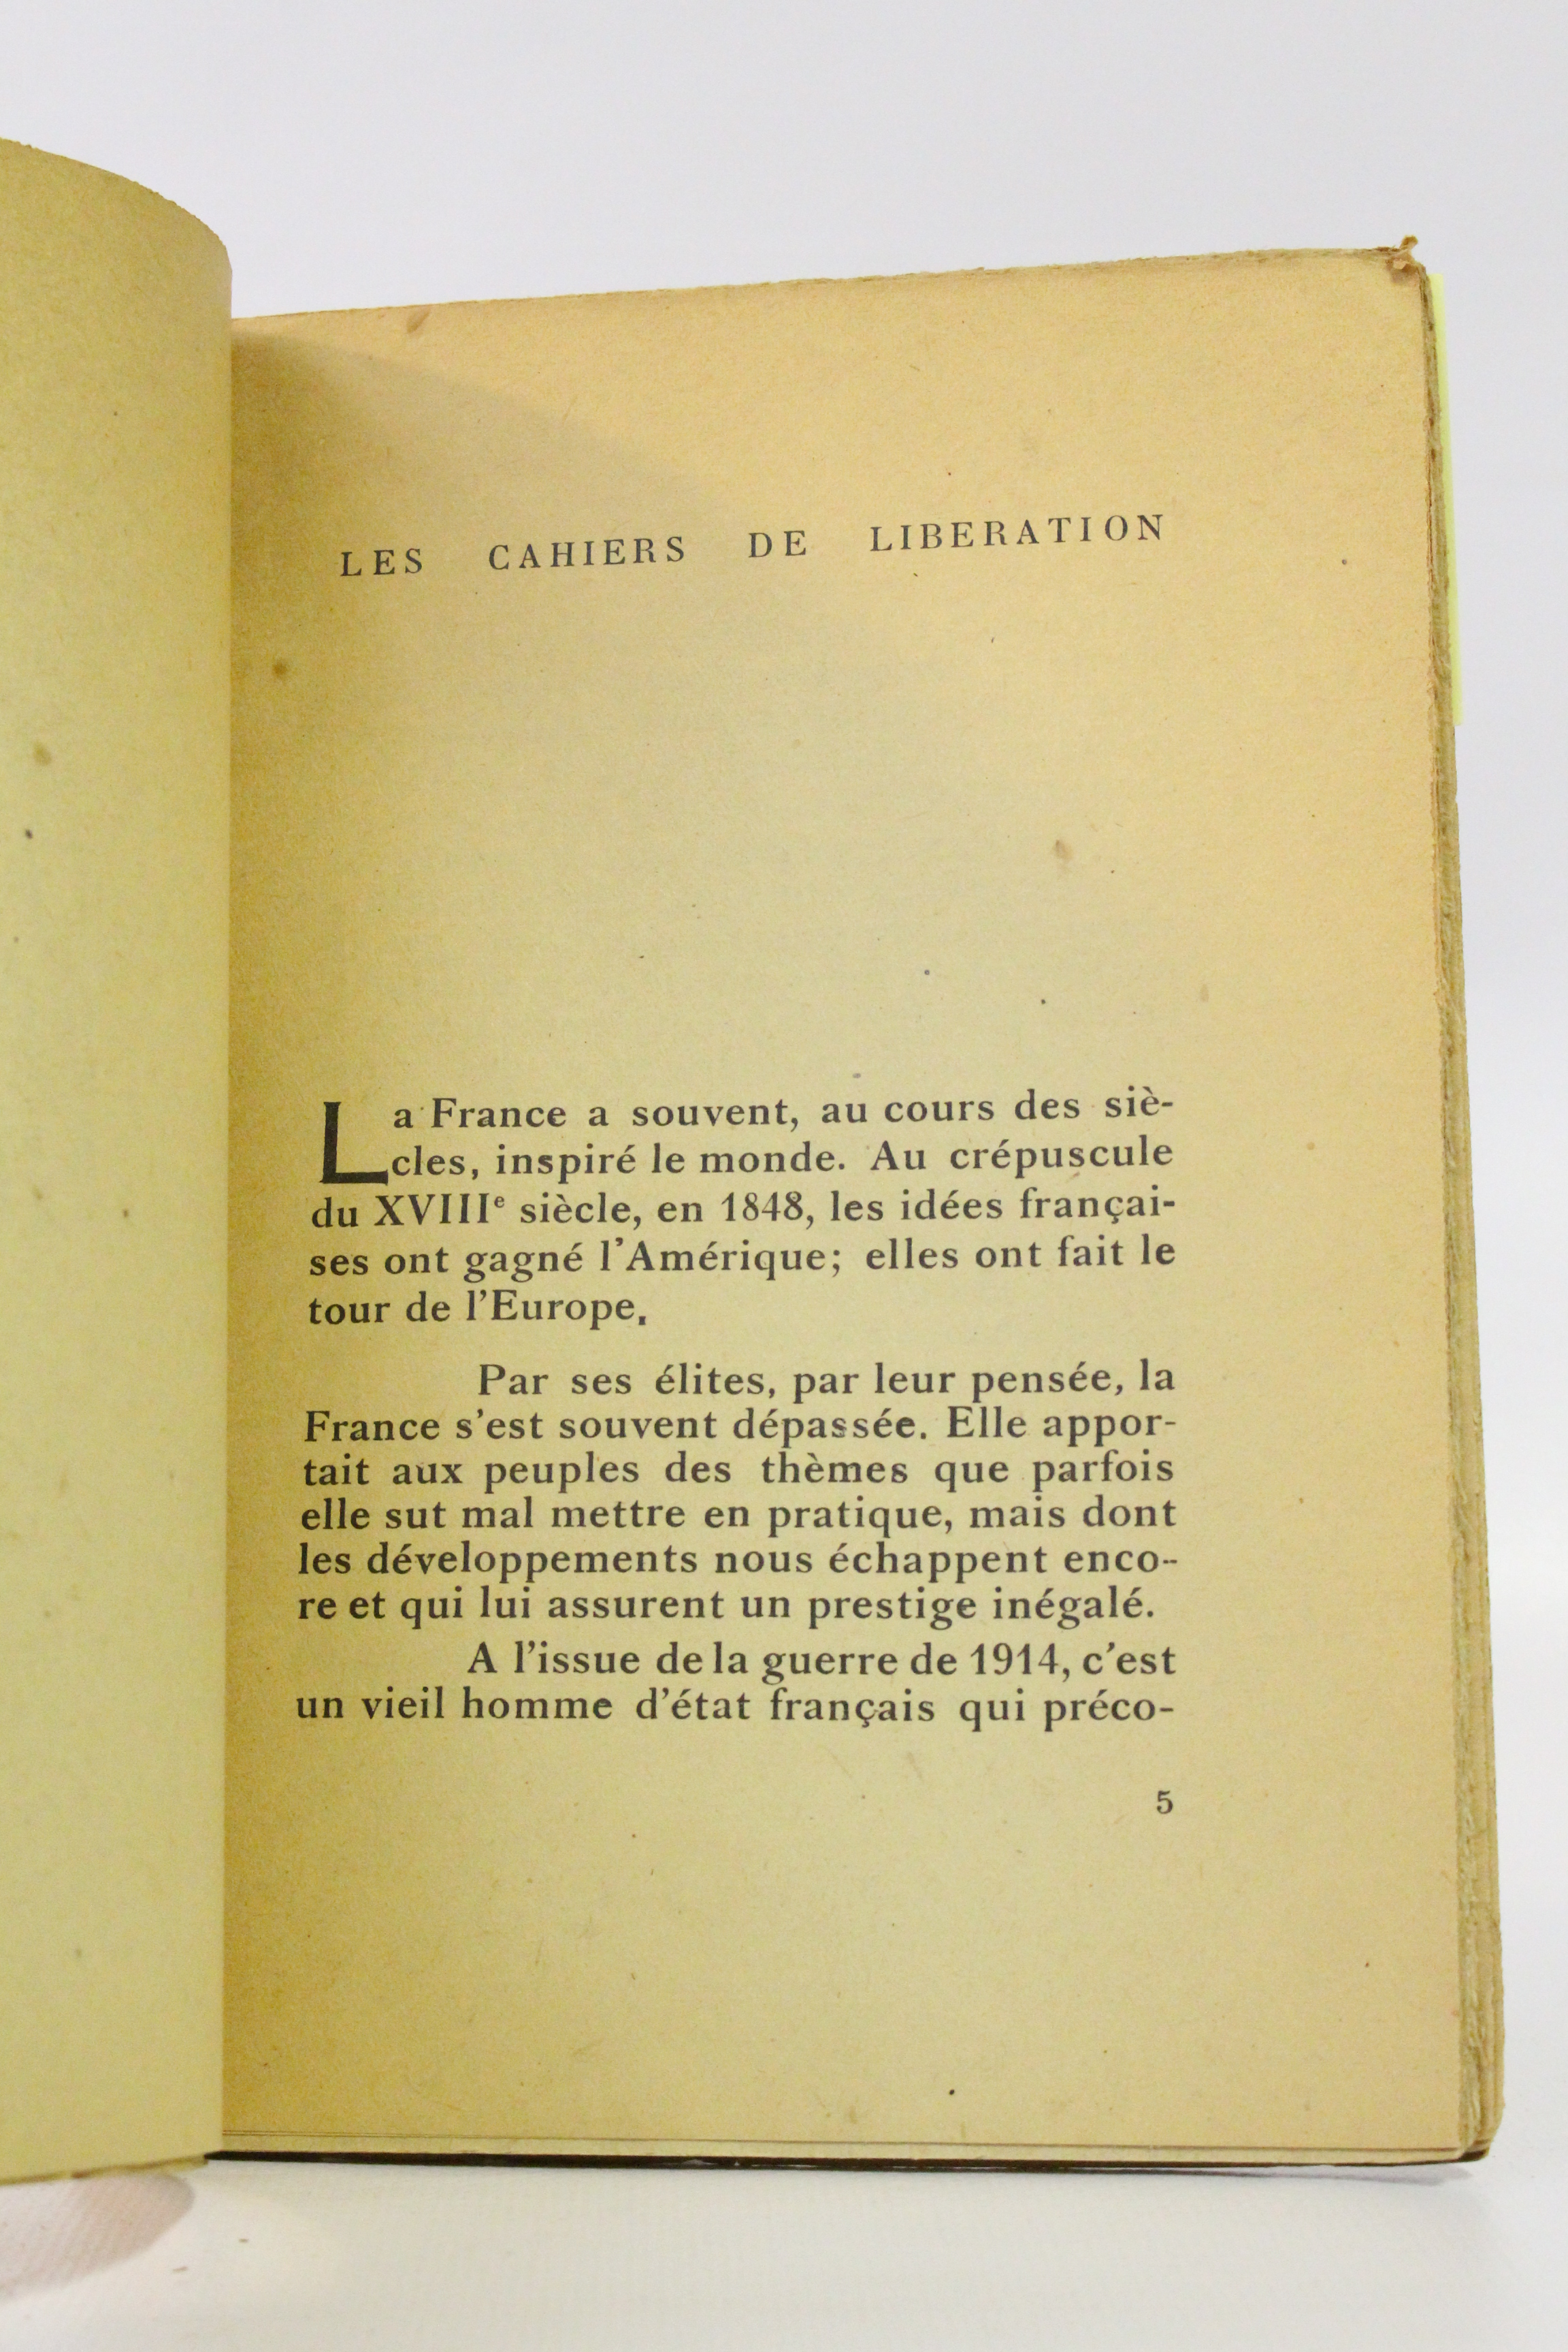 LES CAHIERS DE LIBERATION
La France a souvent, au cours des siè-
cles, inspiré le monde. Au crépuscule
du XVIIIe siècle, en 1848, les idées françai-
ses ont gagné l'Amérique; elles ont fait le
tour de l'Europe.
Par ses élites, par leur pensée, la
France s'est souvent dépassée. Elle appor-
tait aux peuples des thèmes que parfois
elle sut mal mettre en pratique, mais dont
les développements nous échappent enco-
re et qui lui assurent un prestige inégalé.
A l'issue de la guerre de 1914, c'est
un vieil homme d'état français qui préco-
5